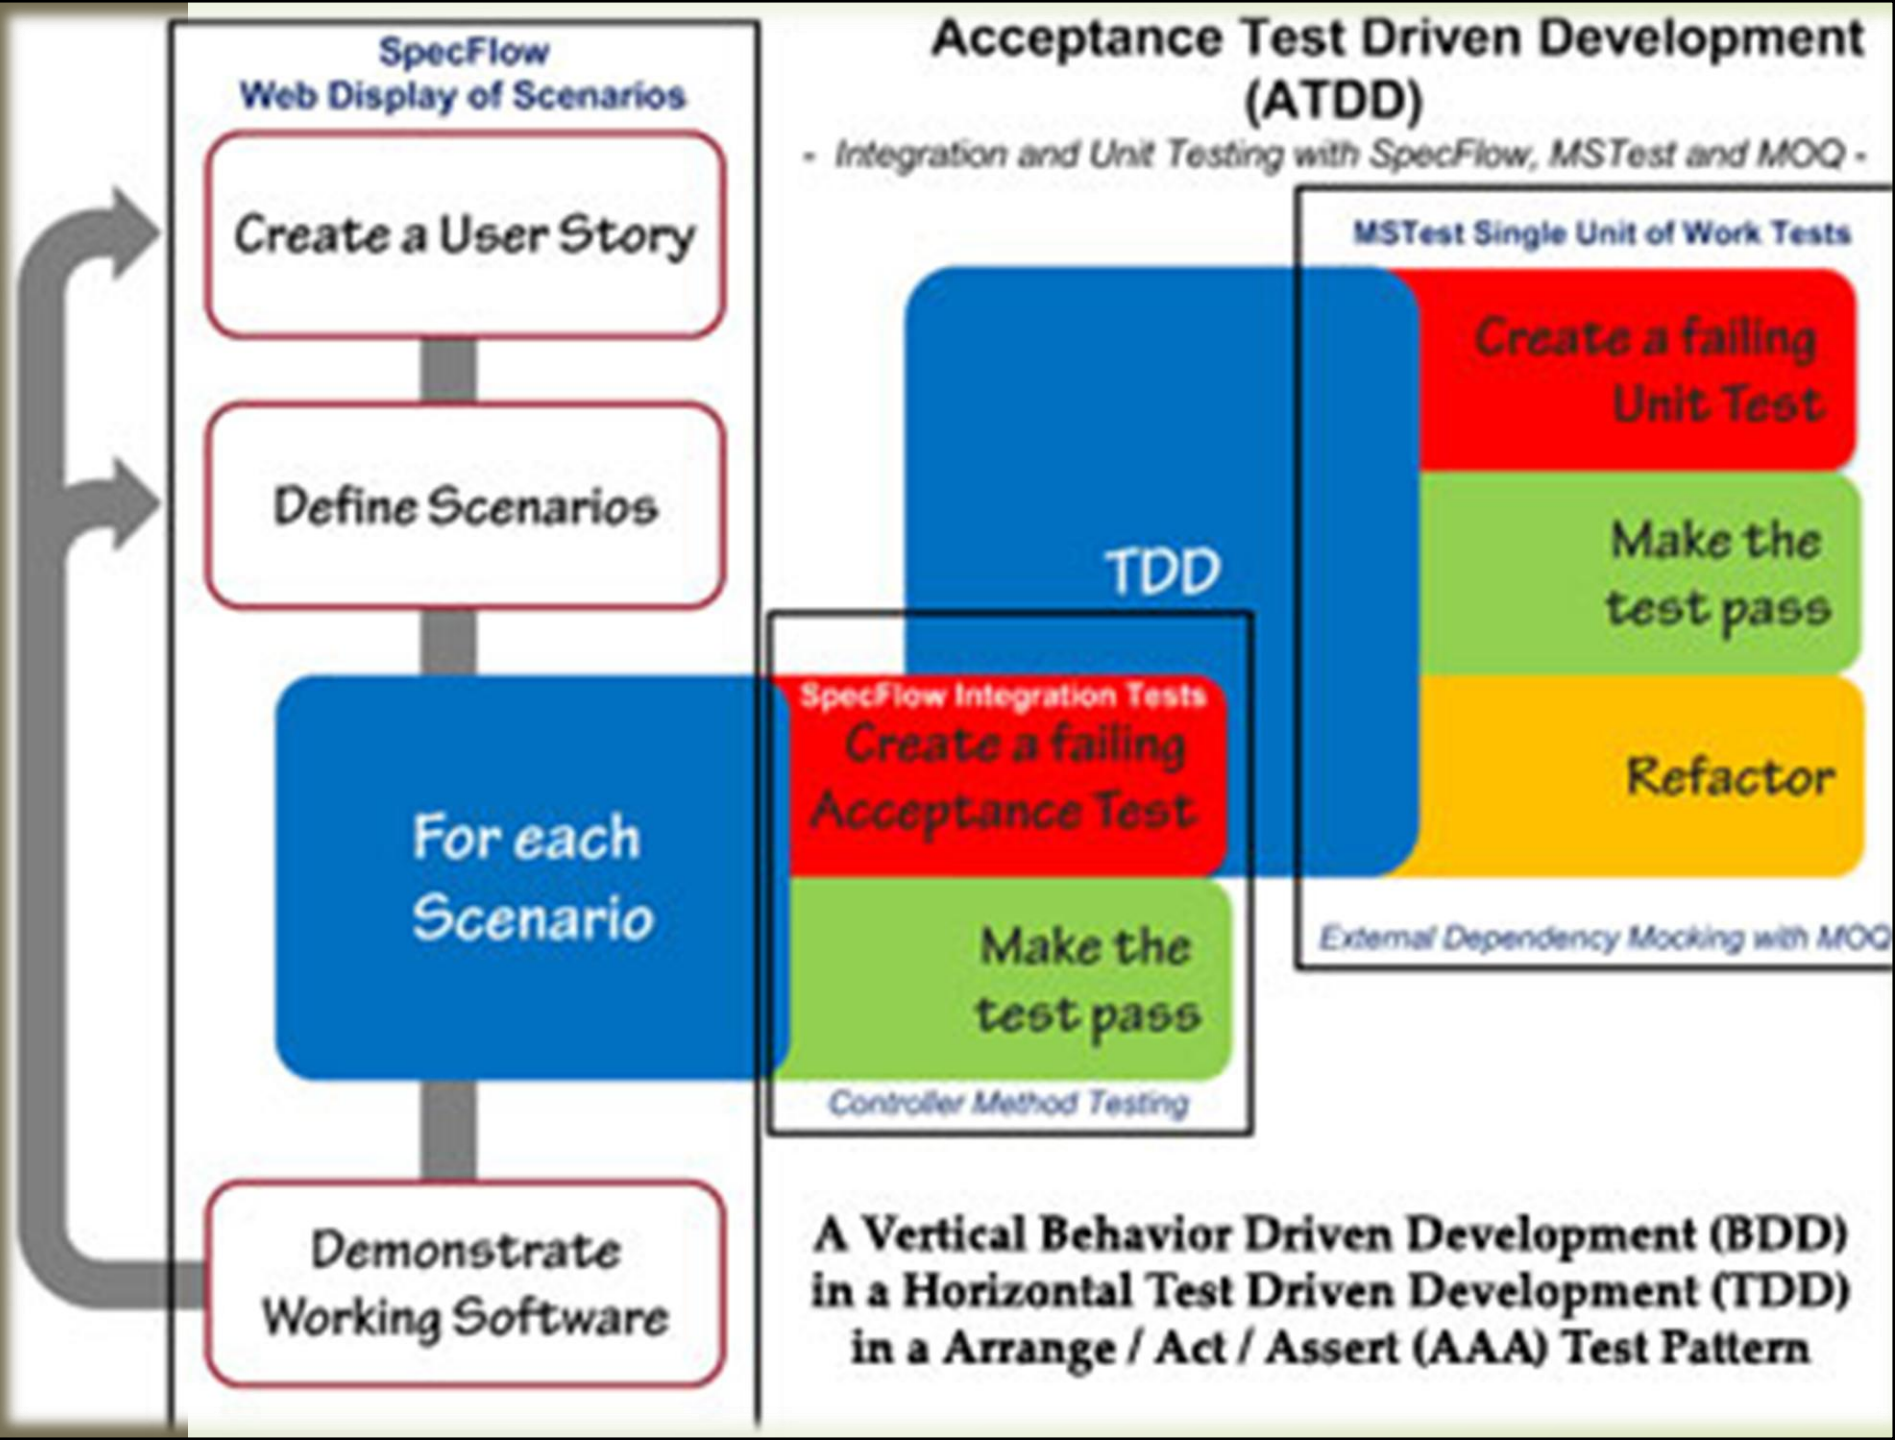 SpecFlow
Web Display of Scenarios
Create a User Story
Define Scenarios
For each
Scenario
Demonstrate
Working Software
Acceptance Test Driven Development
(ATDD)
- Integration and Unit Testing with SpecFlow, MSTest and MOQ -
MSTest Single Unit of Work Tests
Create a failing
Unit Test
Make the
test pass
Refactor
External Dependency Mocking with MOQ
TDD
SpecFlow Integration Tests
Create a failing
Acceptance Test
Make the
test pass
Controller Method Testing
A Vertical Behavior Driven Development (BDD)
in a Horizontal Test Driven Development (TDD)
in a Arrange / Act / Assert (AAA) Test Pattern